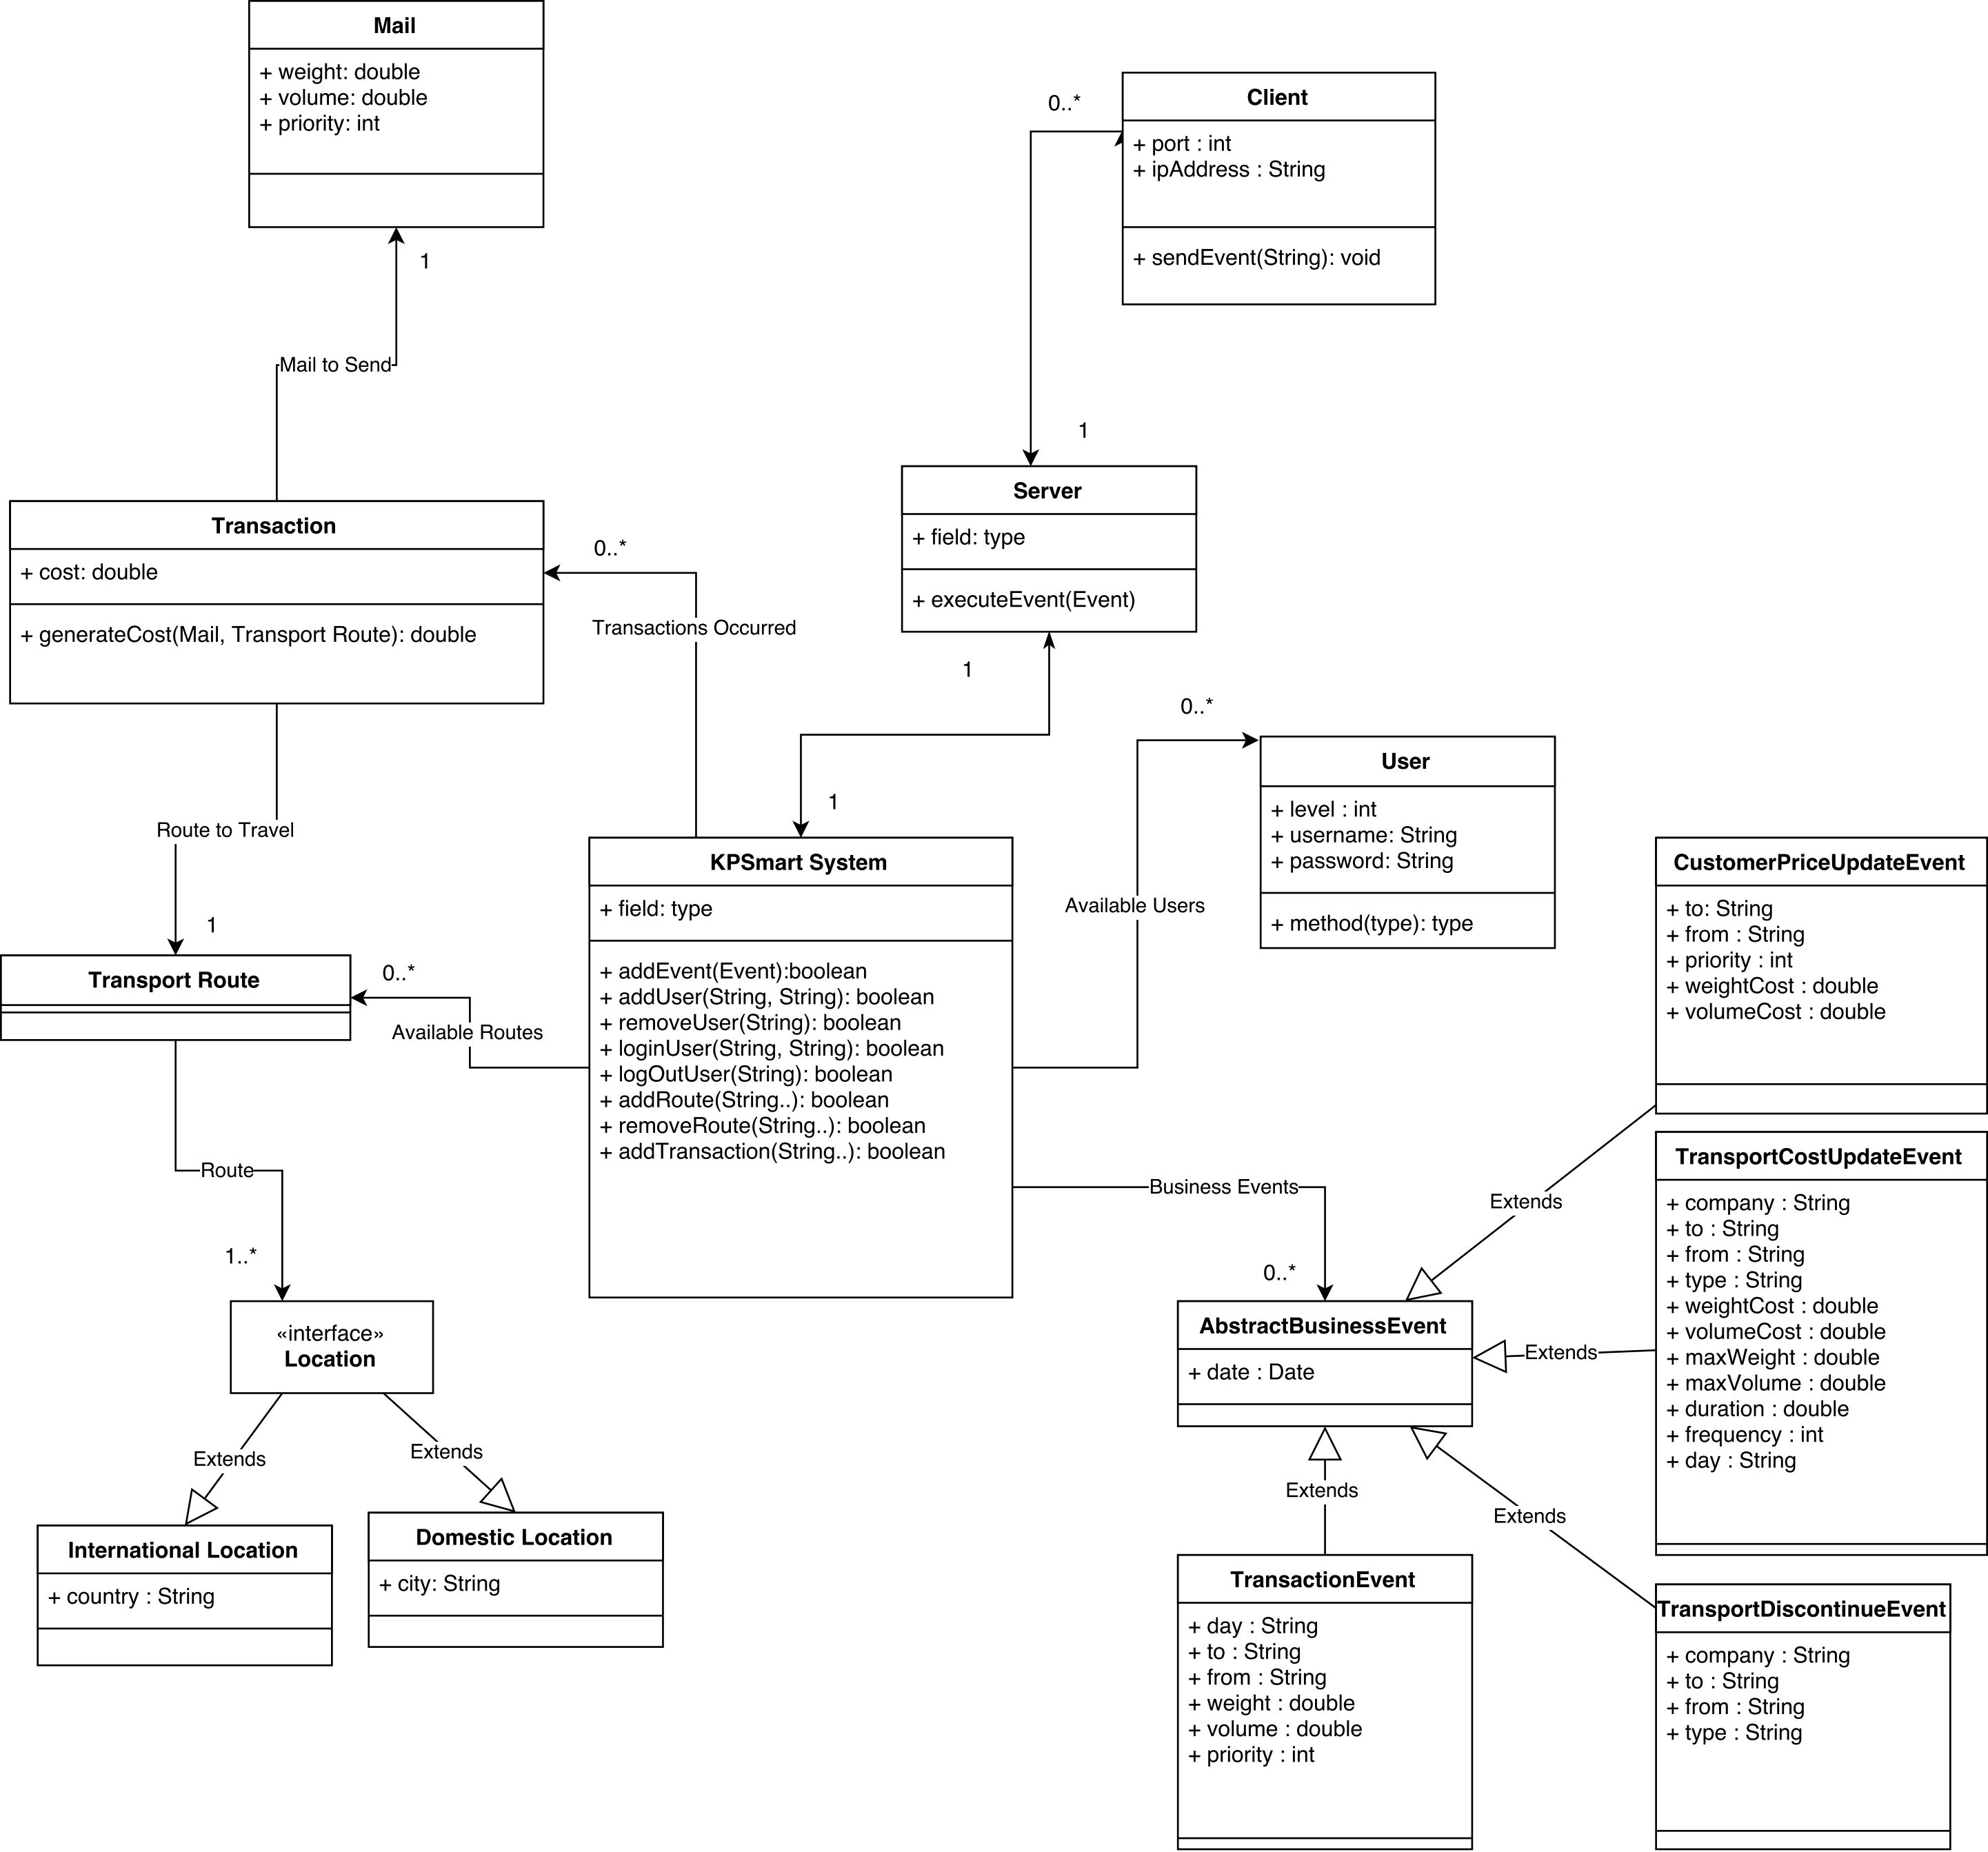 Mail
+ weight: double
+ volume: double
+ priority: int
1
Mail to Send
Client
+ port : int
+ ipAddress : String
+ sendEvent(String): void
0..*
1
Server
+ field: type
+ executeEvent(Event)
1
1
Transaction
+ cost: double
+ generateCost(Mail, Transport Route): double
0..*
Transactions Occurred
Route to Travel
1
Transport Route
0..*
Available Routes
Route
1..*
«interface»
Location
Extends
Extends
International Location
+ country : String
Domestic Location
+ city: String
KPSmart System
+ field: type
+ addEvent(Event):boolean
+ addUser(String, String): boolean
+ removeUser(String): boolean
+ loginUser(String, String): boolean
+ logOutUser(String): boolean
+ addRoute(String..): boolean
+ removeRoute(String..): boolean
+ addTransaction(String..): boolean
0..*
Available Users
User
+ level : int
+ username: String
+ password: String
+ method(type): type
Business Events
0..*
AbstractBusinessEvent
+ date : Date
Extends
Extends
Extends
Extends
CustomerPriceUpdateEvent
+ to: String
+ from : String
+ priority : int
+ weightCost : double
+ volumeCost : double
TransportCostUpdateEvent
+ company : String
+ to : String
+ from : String
+ type : String
+ weightCost : double
+ volumeCost : double
+ maxWeight : double
+ maxVolume : double
+ duration : double
+ frequency : int
+ day : String
TransactionEvent
+ day : String
+ to : String
+ from : String
+ weight : double
+ volume : double
+ priority : int
TransportDiscontinueEvent
+ company : String
+ to : String
+ from : String
+ type : String